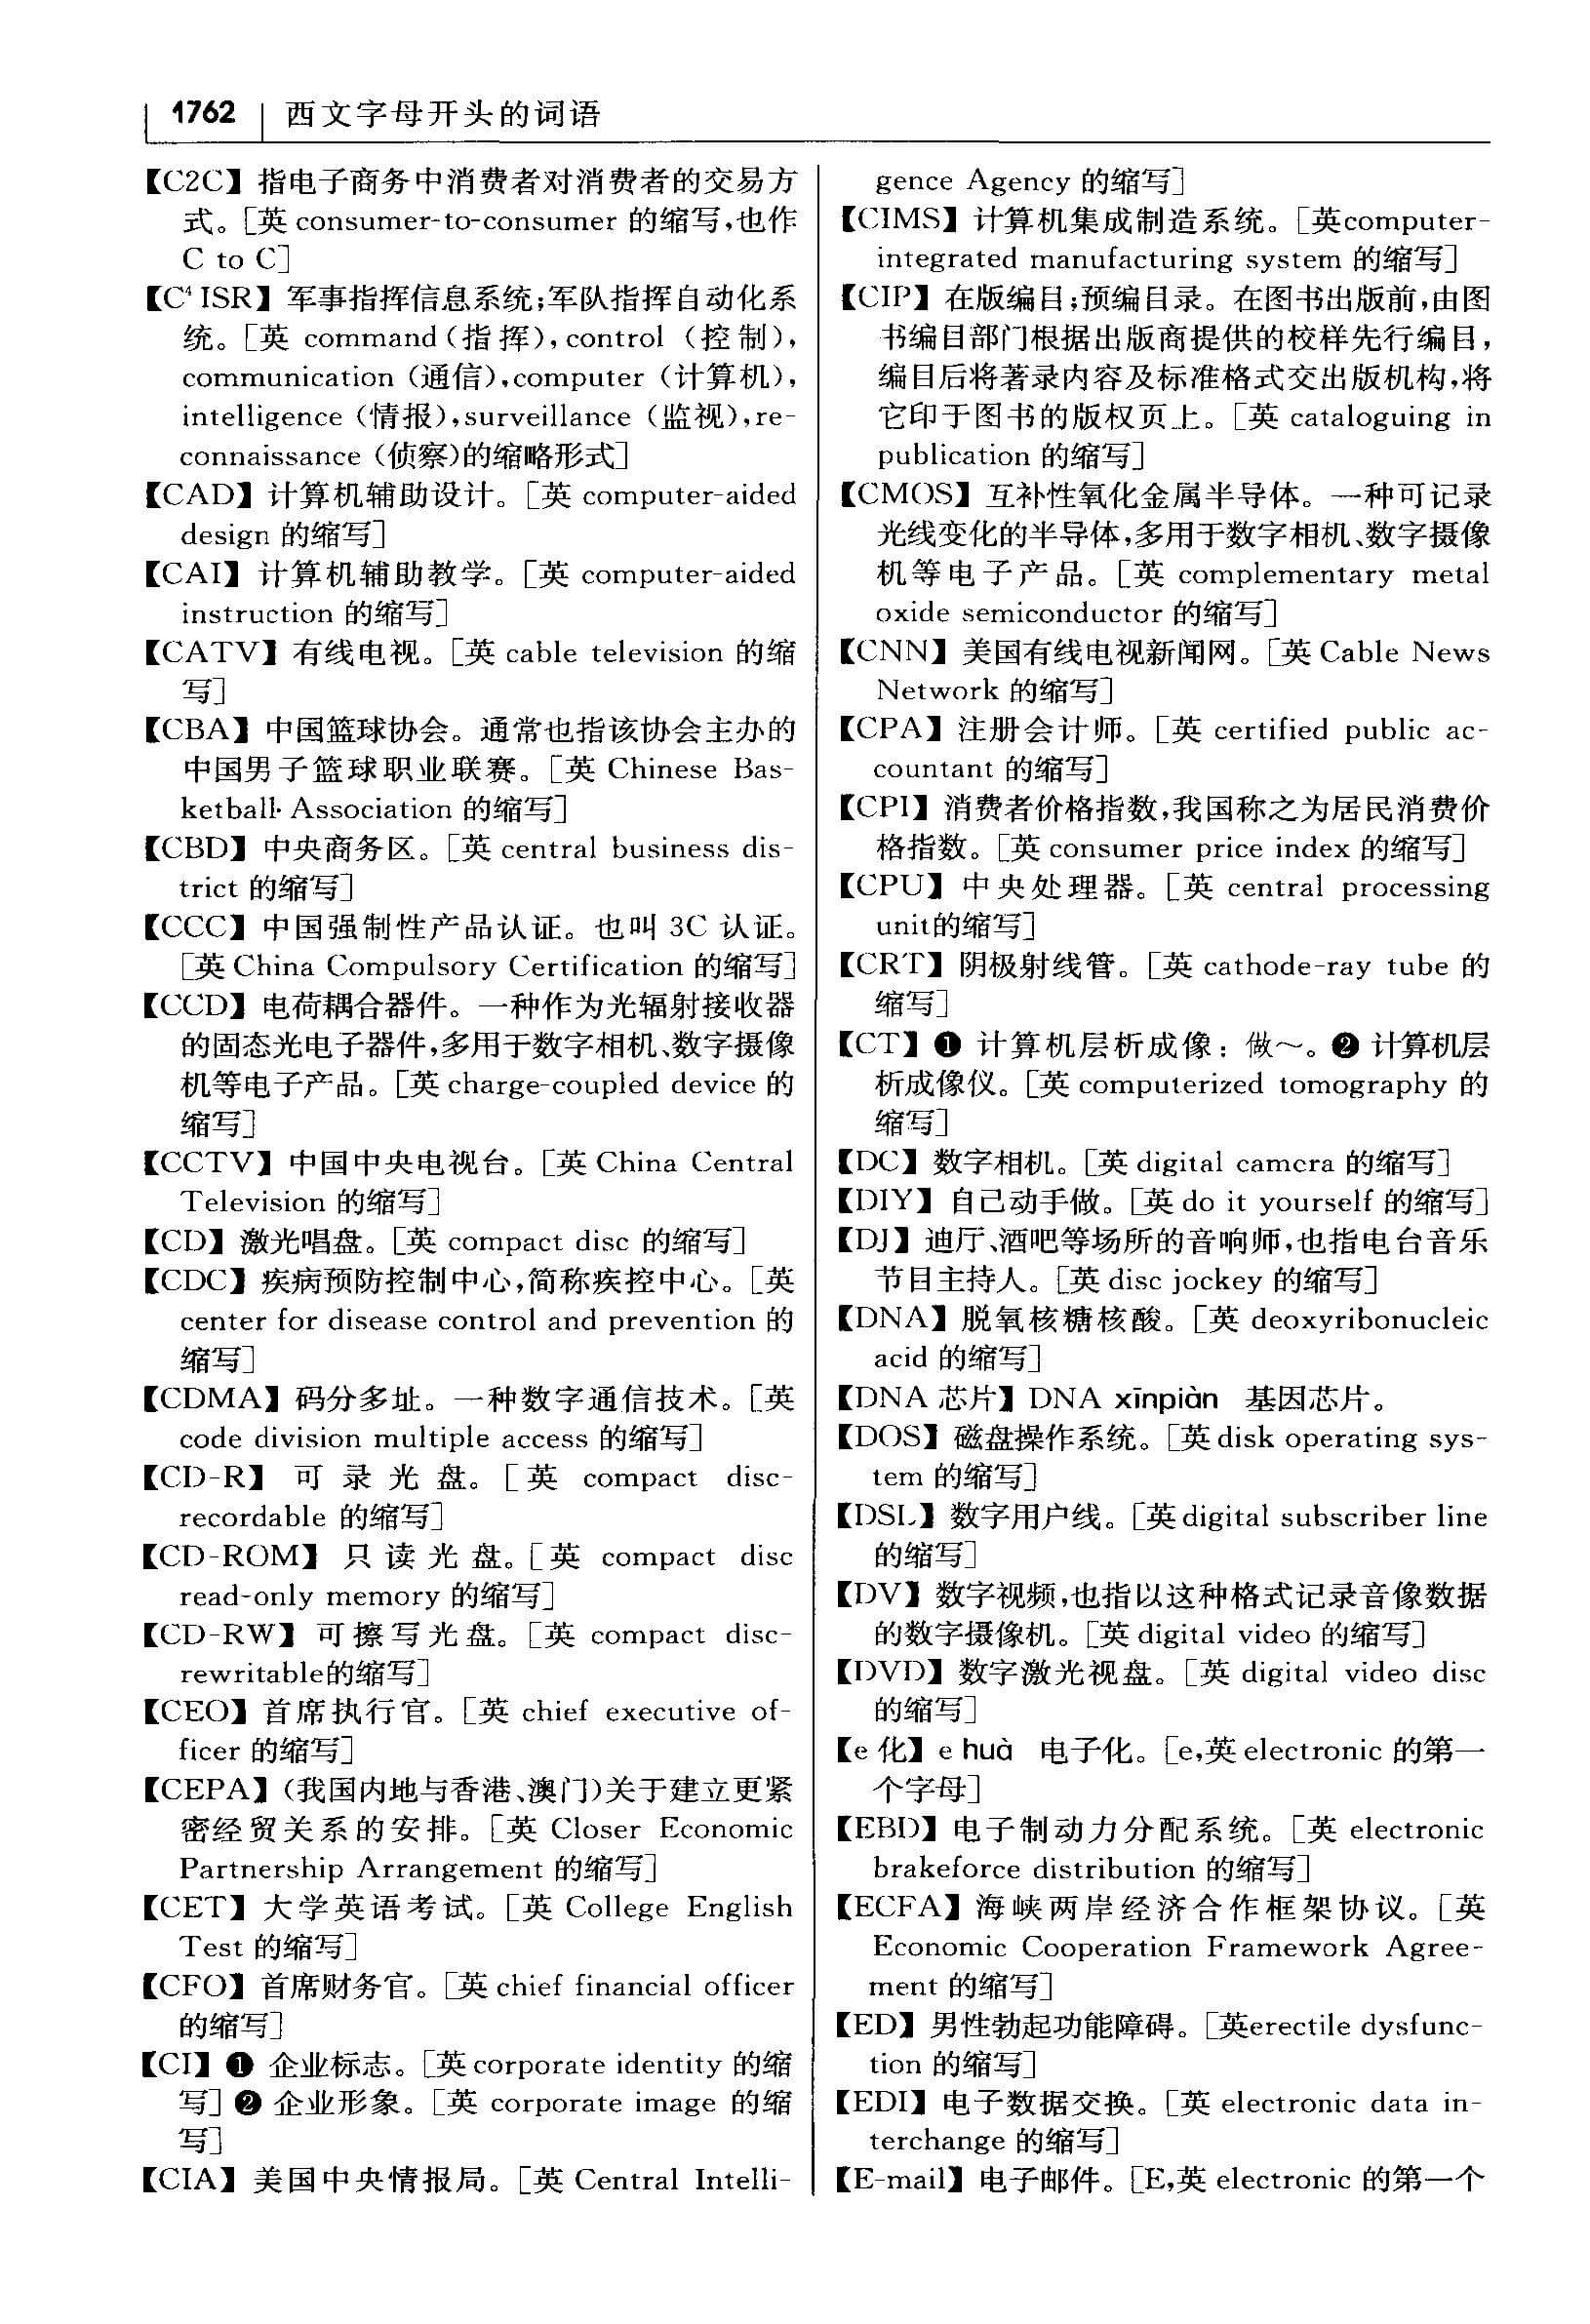 1762 西文字母开头的词语
【C2C】指电子商务中消费者对消费者的交易方
式。[英 consumer-to-consumer 的缩写,也作
C to C]
【C⁴ISR】军事指挥信息系统;军队指挥自动化系
统。[英 command(指挥),control (控制),
communication (通信),computer (计算机),
intelligence (情报),surveillance (监视),re-
connaissance (侦察)的缩略形式]
【CAD】计算机辅助设计。[英 computer-aided
design 的缩写]
【CAI】计算机辅助教学。[英 computer-aided
instruction 的缩写]
【CATV】有线电视。[英 cable television 的缩
写]
【CBA】中国篮球协会。通常也指该协会主办的
中国男子篮球职业联赛。[英 Chinese Bas-
ketball Association 的缩写]
【CBD】中央商务区。[英 central business dis-
trict 的缩写]
【CCC】中国强制性产品认证。也叫 3C 认证。
[英 China Compulsory Certification 的缩写]
【CCD】电荷耦合器件。一种作为光辐射接收器
的固态光电子器件,多用于数字相机、数字摄像
机等电子产品。[英 charge-coupled device 的
缩写]
【CCTV】中国中央电视台。[英 China Central
Television 的缩写]
【CD】激光唱盘。[英 compact disc 的缩写]
【CDC】疾病预防控制中心,简称疾控中心。[英
center for disease control and prevention 的
缩写]
【CDMA】码分多址。一种数字通信技术。[英
code division multiple access 的缩写]
【CD-R】可录光盘。[英 compact disc-
recordable 的缩写]
【CD-ROM】只读光盘。[英 compact disc
read-only memory 的缩写]
【CD-RW】可擦写光盘。[英 compact disc-
rewritable的缩写]
【CEO】首席执行官。[英 chief executive of-
ficer 的缩写]
【CEPA】(我国内地与香港、澳门)关于建立更紧
密经贸关系的安排。[英 Closer Economic
Partnership Arrangement 的缩写]
【CET】大学英语考试。[英 College English
Test 的缩写]
【CFO】首席财务官。[英 chief financial officer
的缩写]
【CI】❶ 企业标志。[英 corporate identity 的缩
写] ❷ 企业形象。[英 corporate image 的缩
写]
【CIA】美国中央情报局。[英 Central Intelli-
gence Agency 的缩写]
【CIMS】计算机集成制造系统。[英computer-
integrated manufacturing system 的缩写]
【CIP】在版编目;预编目录。在图书出版前,由图
书编目部门根据出版商提供的校样先行编目,
编目后将著录内容及标准格式交出版机构,将
它印于图书的版权页上。[英 cataloguing in
publication 的缩写]
【CMOS】互补性氧化金属半导体。一种可记录
光线变化的半导体,多用于数字相机、数字摄像
机等电子产品。[英 complementary metal
oxide semiconductor 的缩写]
【CNN】美国有线电视新闻网。[英 Cable News
Network 的缩写]
【CPA】注册会计师。[英 certified public ac-
countant 的缩写]
【CPI】消费者价格指数,我国称之为居民消费价
格指数。[英 consumer price index 的缩写]
【CPU】中央处理器。[英 central processing
unit的缩写]
【CRT】阴极射线管。[英 cathode-ray tube 的
缩写]
【CT】❶ 计算机层析成像:做~。❷ 计算机层
析成像仪。[英 computerized tomography 的
缩写]
【DC】数字相机。[英 digital camera 的缩写]
【DIY】自己动手做。[英 do it yourself 的缩写]
【DJ】迪厅、酒吧等场所的音响师,也指电台音乐
节目主持人。[英 disc jockey 的缩写]
【DNA】脱氧核糖核酸。[英 deoxyribonucleic
acid 的缩写]
【DNA 芯片】DNA xīnpiàn 基因芯片。
【DOS】磁盘操作系统。[英 disk operating sys-
tem 的缩写]
【DSL】数字用户线。[英 digital subscriber line
的缩写]
【DV】数字视频,也指以这种格式记录音像数据
的数字摄像机。[英 digital video 的缩写]
【DVD】数字激光视盘。[英 digital video disc
的缩写]
【e 化】e huà 电子化。[e,英 electronic 的第一
个字母]
【EBD】电子制动力分配系统。[英 electronic
brakeforce distribution 的缩写]
【ECFA】海峡两岸经济合作框架协议。[英
Economic Cooperation Framework Agree-
ment 的缩写]
【ED】男性勃起功能障碍。[英erectile dysfunc-
tion 的缩写]
【EDI】电子数据交换。[英 electronic data in-
terchange 的缩写]
【E-mail】电子邮件。[E,英 electronic 的第一个